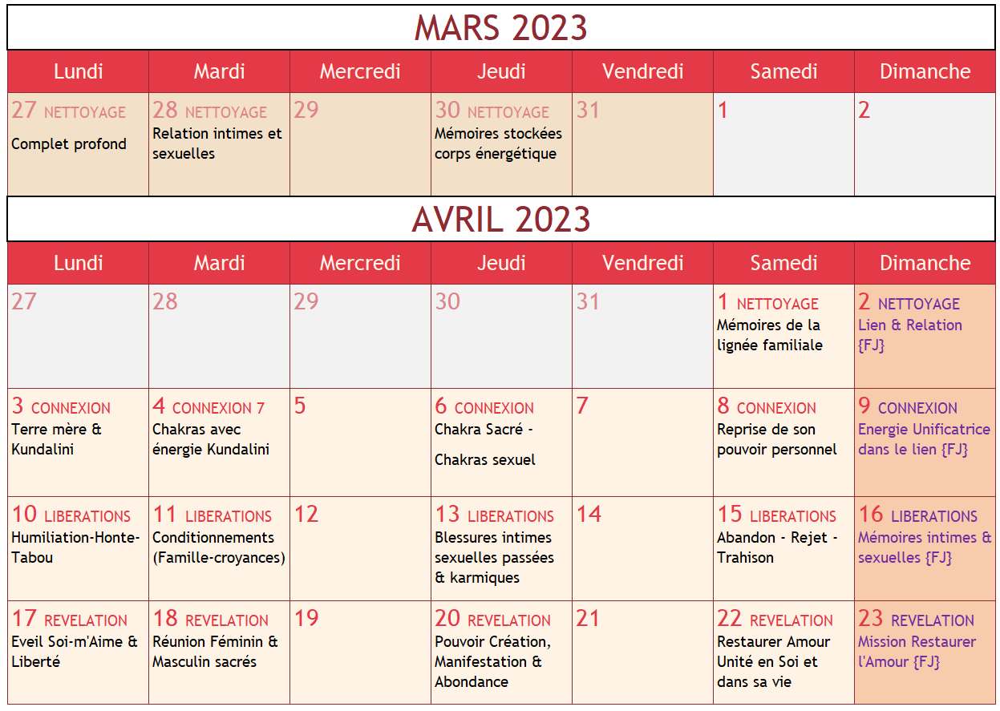 MARS 2023
Lundi Mardi Mercredi Jeudi Vendredi Samedi Dimanche
27 NETTOYAGE
Complet profond
28 NETTOYAGE
Relation intimes et
sexuelles
29
30 NETTOYAGE
Mémoires stockées
corps énergétique
31
1
2
AVRIL 2023
Lundi Mardi Mercredi Jeudi Vendredi Samedi Dimanche
27
28
29
30
31
1 NETTOYAGE
Mémoires de la
lignée familiale
2 NETTOYAGE
Lien & Relation
{FJ}
3 CONNEXION
Terre mère &
Kundalini
4 CONNEXION 7
Chakras avec
énergie Kundalini
5
6 CONNEXION
Chakra Sacré -
Chakras sexuel
7
8 CONNEXION
Reprise de son
pouvoir personnel
9 CONNEXION
Energie Unificatrice
dans le lien {FJ}
10 LIBERATIONS
Humiliation-Honte-
Tabou
11 LIBERATIONS
Conditionnements
(Famille-croyances)
12
13 LIBERATIONS
Blessures intimes
sexuelles passées
& karmiques
14
15 LIBERATIONS
Abandon - Rejet -
Trahison
16 LIBERATIONS
Mémoires intimes &
sexuelles {FJ}
17 REVELATION
Eveil Soi-m'Aime &
Liberté
18 REVELATION
Réunion Féminin &
Masculin sacrés
19
20 REVELATION
Pouvoir Création,
Manifestation &
Abondance
21
22 REVELATION
Restaurer Amour
Unité en Soi et
dans sa vie
23 REVELATION
Mission Restaurer
l'Amour {FJ}